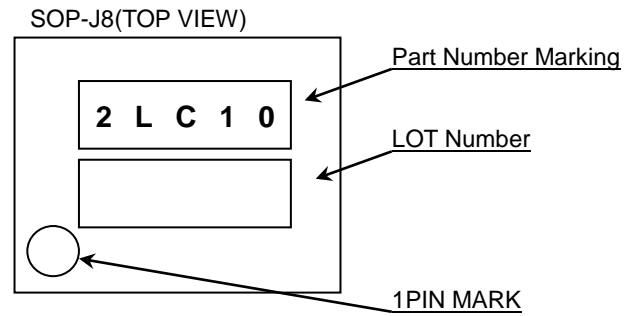 SOP-J8(TOP VIEW)
Part Number Marking
2 L C 1 0
LOT Number
1PIN MARK